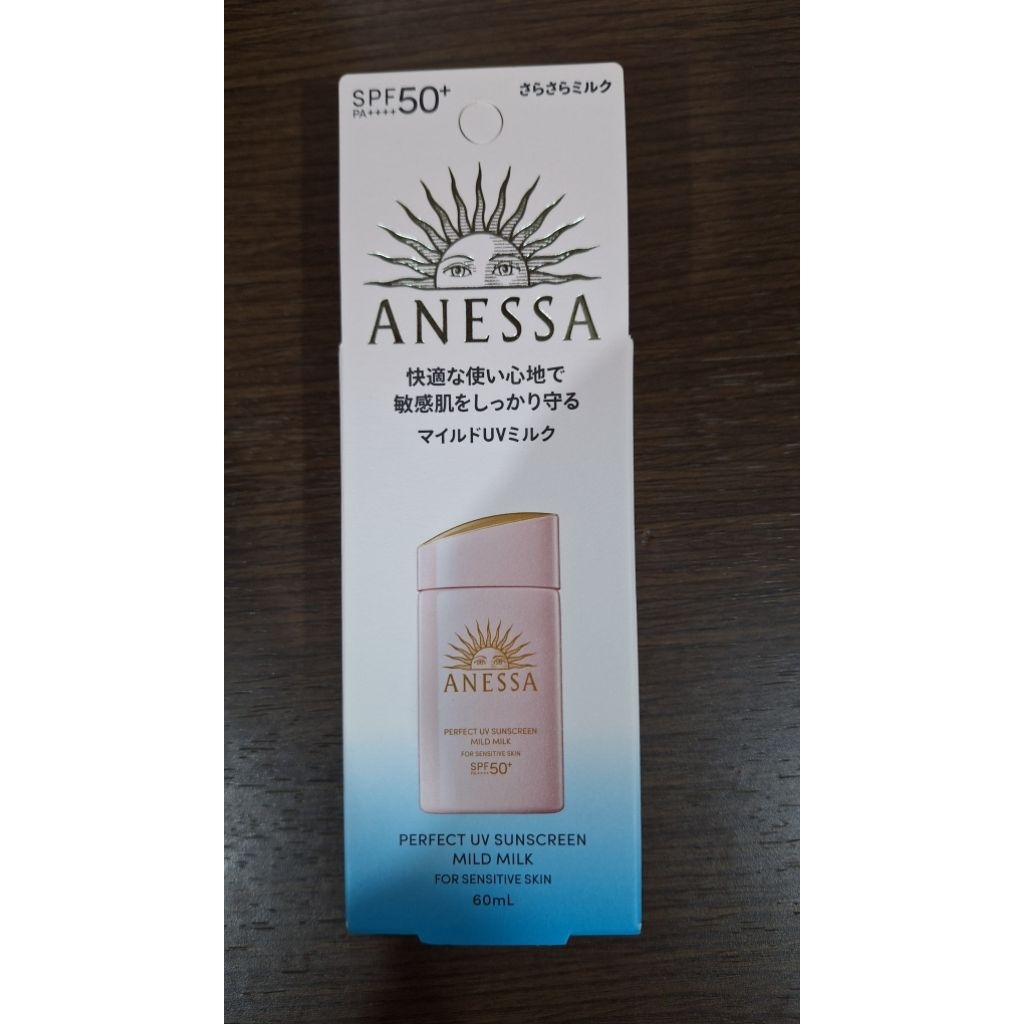 SPF50+
PA++++
さらさらミルク
ANESSA
快適な使い心地で
敏感肌をしっかり守る
マイルドUVミルク
ANESSA
PERFECT UV SUNSCREEN
MILD MILK
FOR SENSITIVE SKIN
SPF50+
PA++++
PERFECT UV SUNSCREEN
MILD MILK
FOR SENSITIVE SKIN
60mL